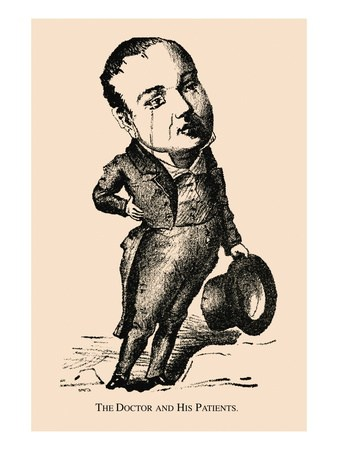 THE DOCTOR AND HIS PATIENTS.